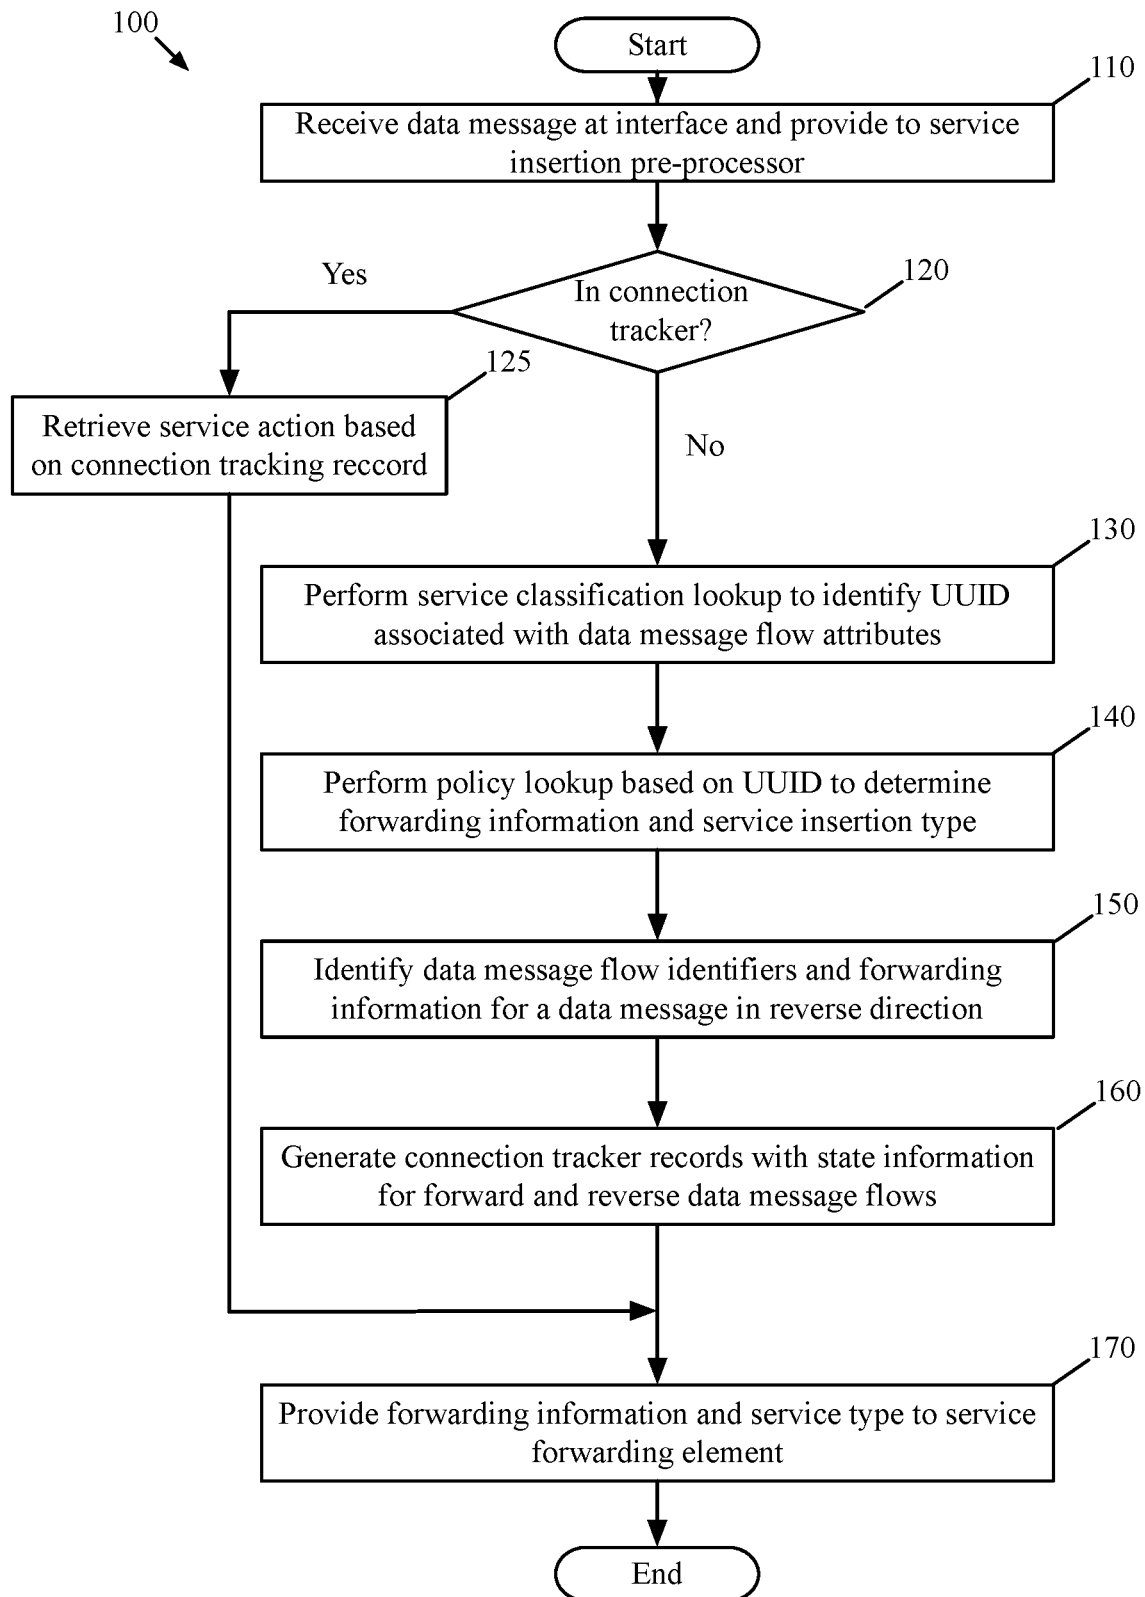 100
Start
110
Receive data message at interface and provide to service
insertion pre-processor
120
Yes
In connection
tracker?
125
Retrieve service action based
on connection tracking reccord
No
130
Perform service classification lookup to identify UUID
associated with data message flow attributes
140
Perform policy lookup based on UUID to determine
forwarding information and service insertion type
150
Identify data message flow identifiers and forwarding
information for a data message in reverse direction
160
Generate connection tracker records with state information
for forward and reverse data message flows
170
Provide forwarding information and service type to service
forwarding element
End